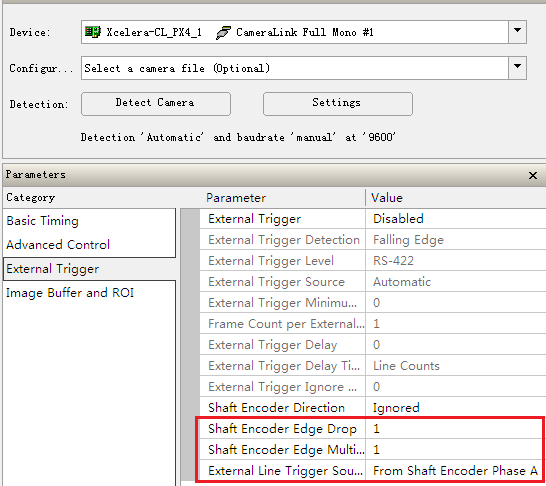 Device: Xcelera-CL_PX4_1 CameraLink Full Mono #1
Configur... Select a camera file (Optional)
Detection: Detect Camera Settings
Detection 'Automatic' and baudrate 'manual' at '9600'
Parameters
Category Parameter Value
Basic Timing External Trigger Disabled
Advanced Control External Trigger Detection Falling Edge
External Trigger External Trigger Level RS-422
Image Buffer and ROI External Trigger Source Automatic
External Trigger Minimu... 0
Frame Count per External... 1
External Trigger Delay 0
External Trigger Delay Ti... Line Counts
External Trigger Ignore ... 0
Shaft Encoder Direction Ignored
Shaft Encoder Edge Drop 1
Shaft Encoder Edge Multi... 1
External Line Trigger Sou... From Shaft Encoder Phase A